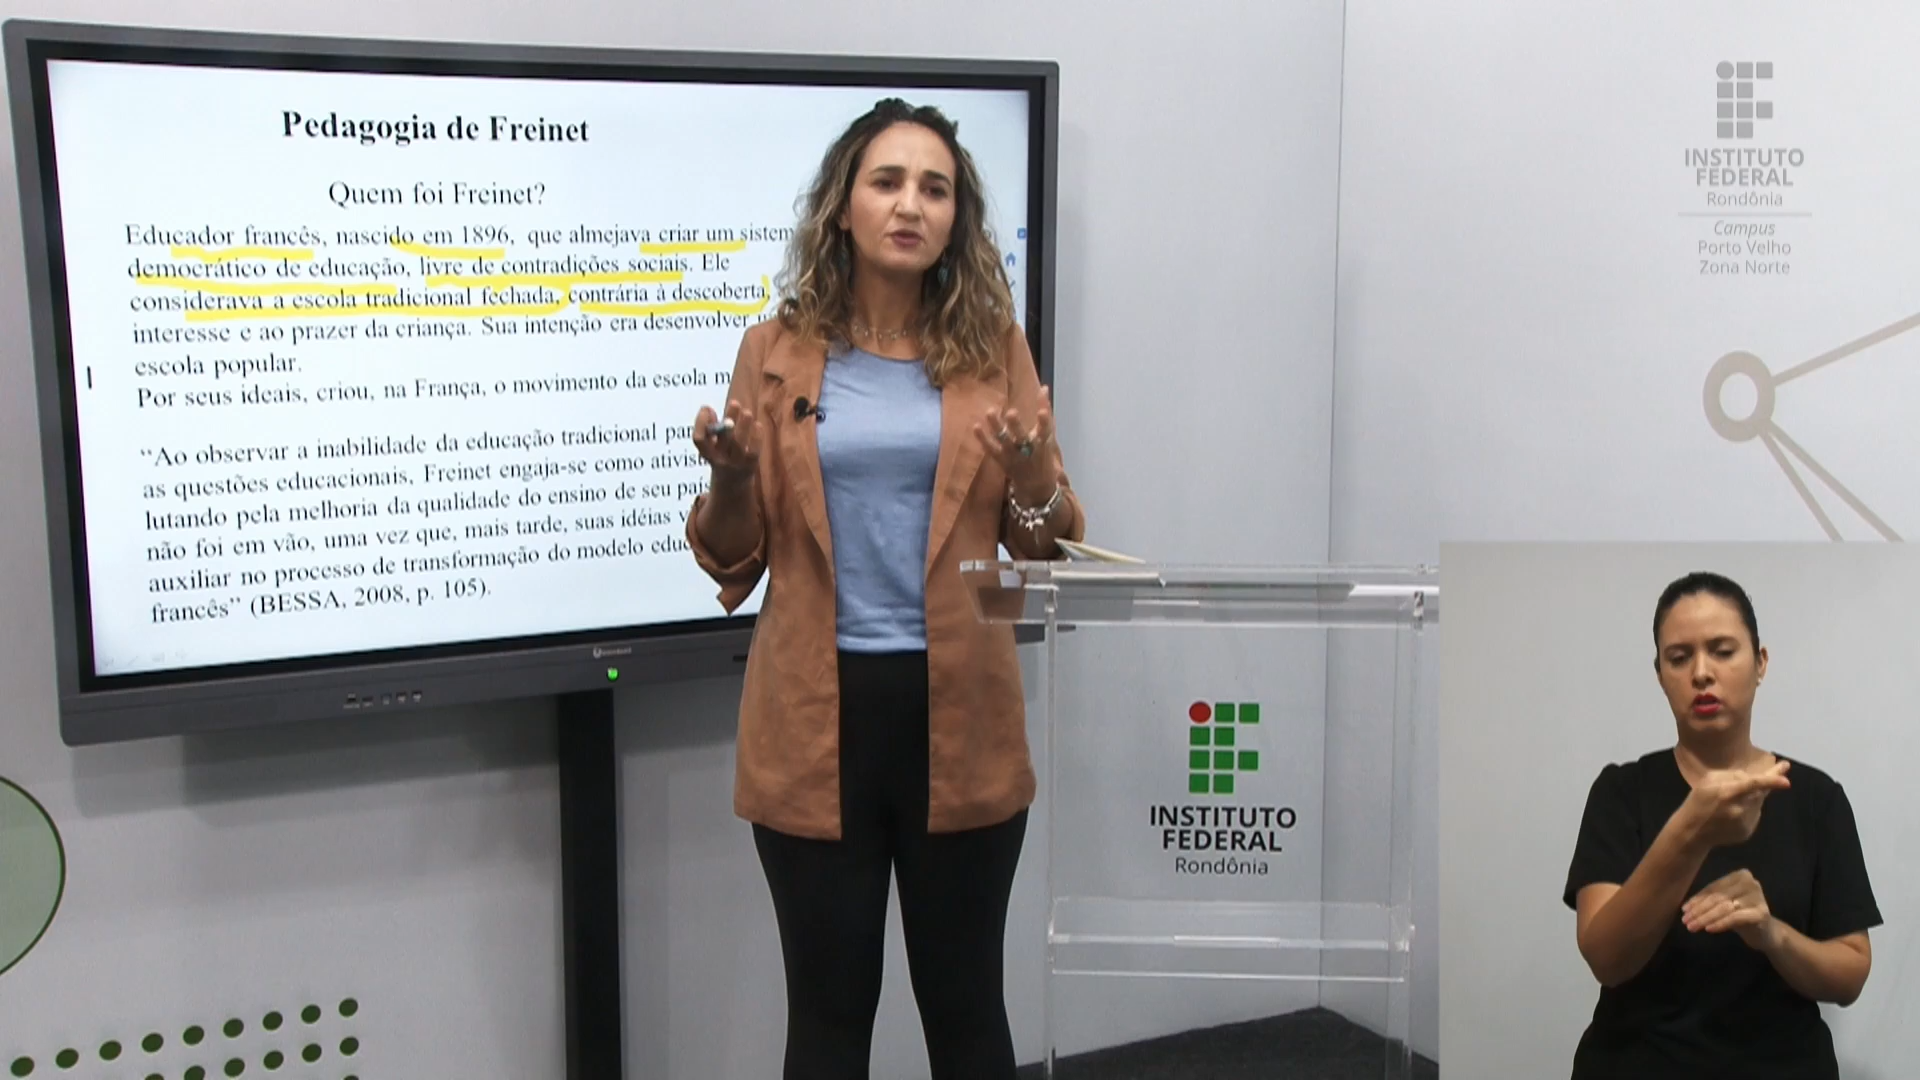 Pedagogia de Freinet
Quem foi Freinet?
Educador francês, nascido em 1896, que almejava criar um
democrático de educação, livre de contradições sociais. Ele
considerava a escola tradicional fechada, contrária à descoberta,
interesse e ao prazer da criança. Sua intenção era desenvolver
escola popular.
Por seus ideais, criou, na França, o movimento da escola
“Ao observar a inabilidade da educação tradicional
as questões educacionais, Freinet engaja-se como
lutando pela melhoria da qualidade do ensino de seu
não foi em vão, uma vez que, mais tarde, suas idéias
auxiliar no processo de transformação do modelo
francês” (BESSA, 2008, p. 105).
INSTITUTO
FEDERAL
Rondônia
Campus
Porto Velho
Zona Norte
INSTITUTO
FEDERAL
Rondônia